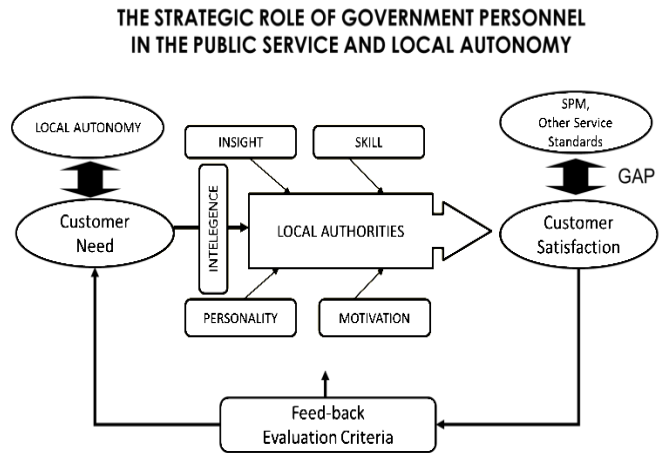 THE STRATEGIC ROLE OF GOVERNMENT PERSONNEL
IN THE PUBLIC SERVICE AND LOCAL AUTONOMY
LOCAL AUTONOMY
SPM,
Other Service
Standards
INSIGHT
SKILL
GAP
Customer
Need
INTELEGENCE
LOCAL AUTHORITIES
Customer
Satisfaction
PERSONALITY
MOTIVATION
Feed-back
Evaluation Criteria